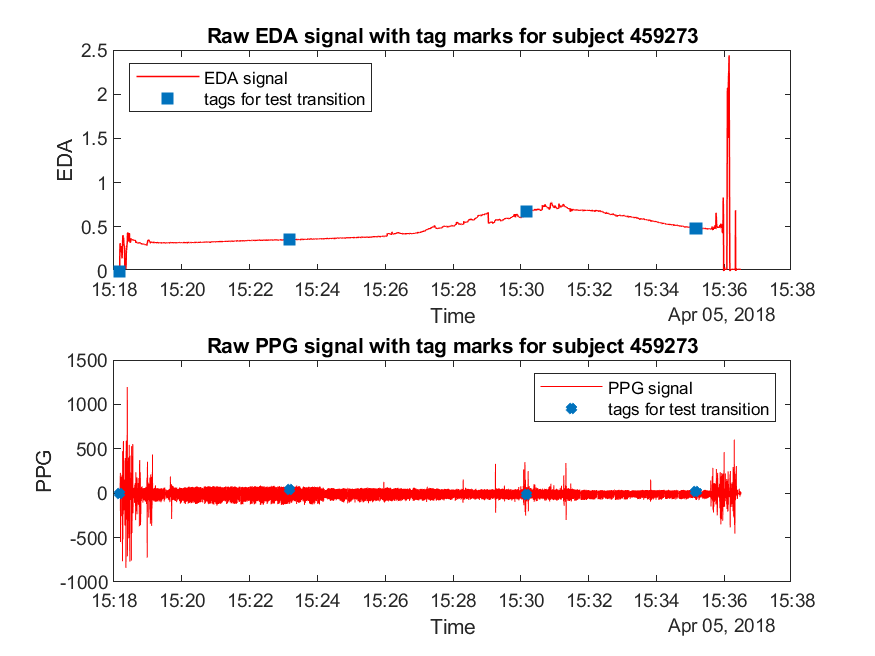 Raw EDA signal with tag marks for subject 459273
2.5
2
1.5
1
0.5
0
EDA
EDA signal
tags for test transition
15:18 15:20 15:22 15:24 15:26 15:28 15:30 15:32 15:34 15:36 15:38
Time
Apr 05, 2018
Raw PPG signal with tag marks for subject 459273
1500
1000
500
0
-500
-1000
PPG
PPG signal
tags for test transition
15:18 15:20 15:22 15:24 15:26 15:28 15:30 15:32 15:34 15:36 15:38
Time
Apr 05, 2018